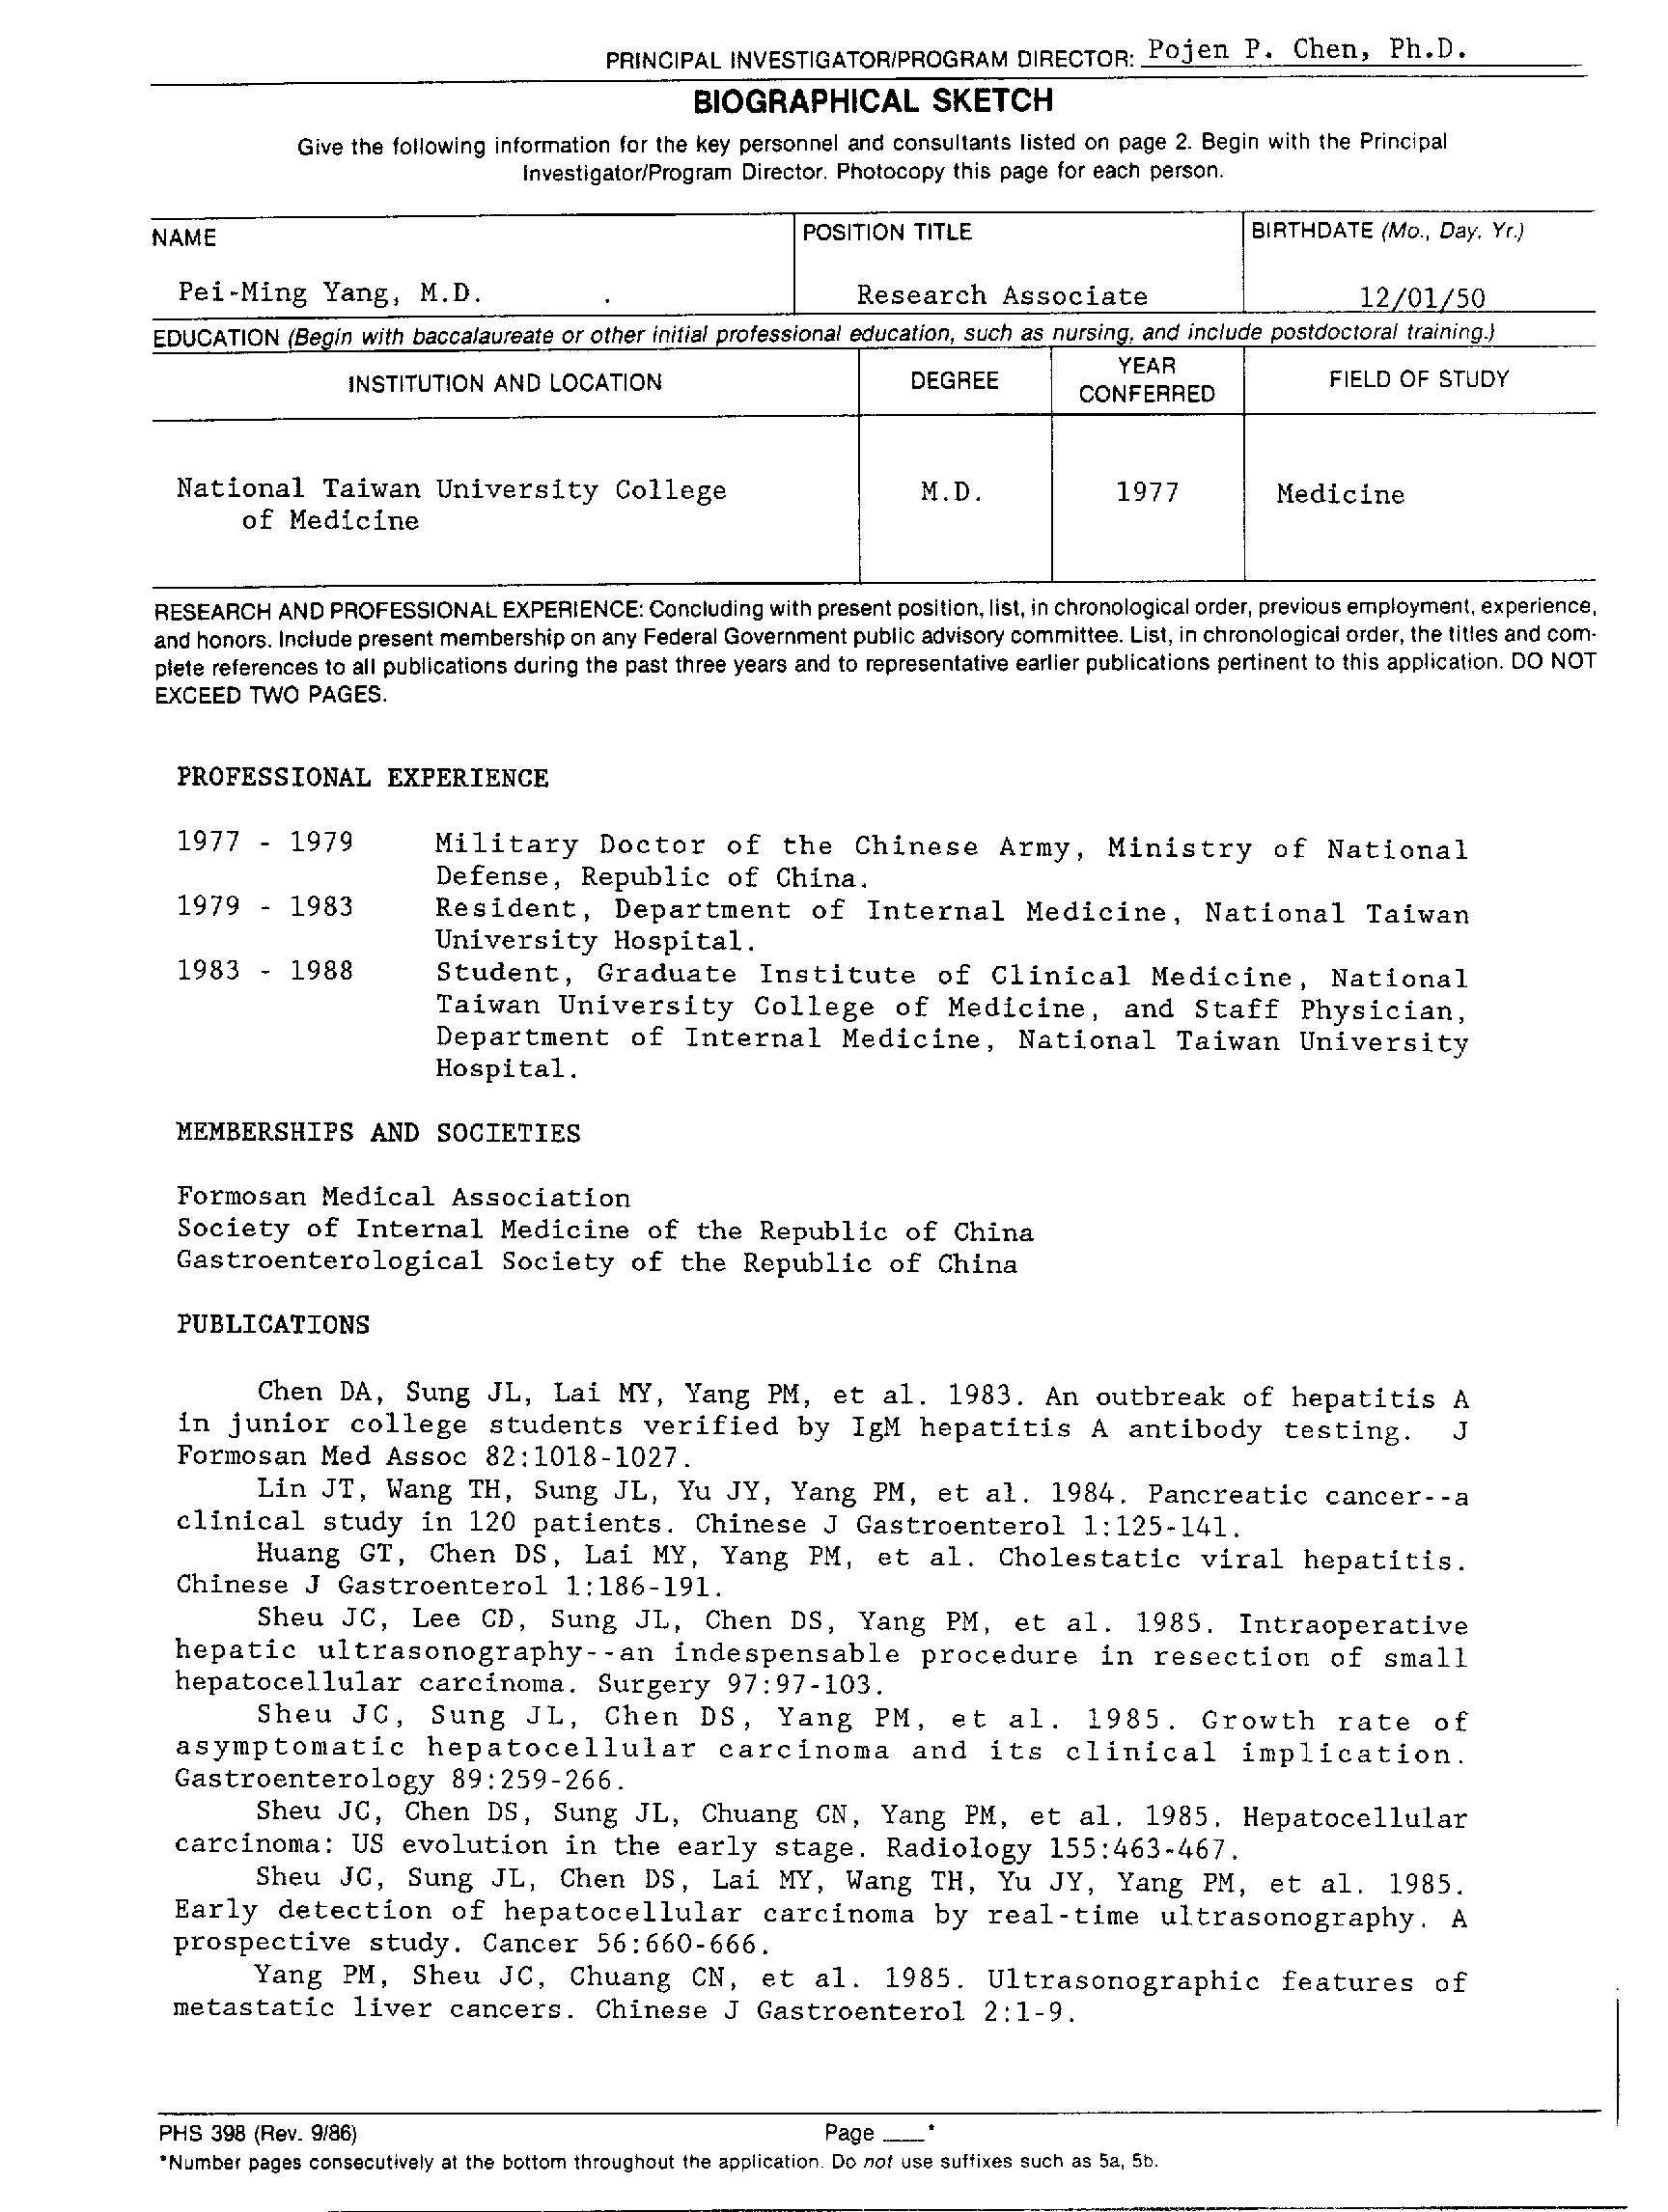 PRINCIPAL INVESTIGATOR/PROGRAM DIRECTOR: Pojen P. Chen, Ph.D.
BIOGRAPHICAL SKETCH
Give the following information for the key personnel and consultants listed on page 2. Begin with the Principal
Investigator/Program Director. Photocopy this page for each person.
NAME POSITION TITLE BIRTHDATE (Mo., Day, Yr.)
Pei-Ming Yang, M.D. Research Associate 12/01/50
EDUCATION (Begin with baccalaureate or other initial professional education, such as nursing, and include postdoctoral training.)
INSTITUTION AND LOCATION DEGREE YEAR CONFERRED FIELD OF STUDY
National Taiwan University College M.D. 1977 Medicine
of Medicine
RESEARCH AND PROFESSIONAL EXPERIENCE: Concluding with present position, list, in chronological order, previous employment, experience,
and honors. Include present membership on any Federal Government public advisory committee. List, in chronological order, the titles and com-
plete references to all publications during the past three years and to representative earlier publications pertinent to this application. DO NOT
EXCEED TWO PAGES.
PROFESSIONAL EXPERIENCE
1977 - 1979 Military Doctor of the Chinese Army, Ministry of National
Defense, Republic of China.
1979 - 1983 Resident, Department of Internal Medicine, National Taiwan
University Hospital.
1983 - 1988 Student, Graduate Institute of Clinical Medicine, National
Taiwan University College of Medicine, and Staff Physician,
Department of Internal Medicine, National Taiwan University
Hospital.
MEMBERSHIPS AND SOCIETIES
Formosan Medical Association
Society of Internal Medicine of the Republic of China
Gastroenterological Society of the Republic of China
PUBLICATIONS
Chen DA, Sung JL, Lai MY, Yang PM, et al. 1983. An outbreak of hepatitis A
in junior college students verified by IgM hepatitis A antibody testing. J
Formosan Med Assoc 82:1018-1027.
Lin JT, Wang TH, Sung JL, Yu JY, Yang PM, et al. 1984. Pancreatic cancer--a
clinical study in 120 patients. Chinese J Gastroenterol 1:125-141.
Huang GT, Chen DS, Lai MY, Yang PM, et al. Cholestatic viral hepatitis.
Chinese J Gastroenterol 1:186-191.
Sheu JC, Lee CD, Sung JL, Chen DS, Yang PM, et al. 1985. Intraoperative
hepatic ultrasonography--an indespensable procedure in resection of small
hepatocellular carcinoma. Surgery 97:97-103.
Sheu JC, Sung JL, Chen DS, Yang PM, et al. 1985. Growth rate of
asymptomatic hepatocellular carcinoma and its clinical implication.
Gastroenterology 89:259-266.
Sheu JC, Chen DS, Sung JL, Chuang CN, Yang PM, et al. 1985. Hepatocellular
carcinoma: US evolution in the early stage. Radiology 155:463-467.
Sheu JC, Sung JL, Chen DS, Lai MY, Wang TH, Yu JY, Yang PM, et al. 1985.
Early detection of hepatocellular carcinoma by real-time ultrasonography. A
prospective study. Cancer 56:660-666.
Yang PM, Sheu JC, Chuang CN, et al. 1985. Ultrasonographic features of
metastatic liver cancers. Chinese J Gastroenterol 2:1-9.
PHS 398 (Rev. 9/86) Page ___*
*Number pages consecutively at the bottom throughout the application. Do not use suffixes such as 5a, 5b.